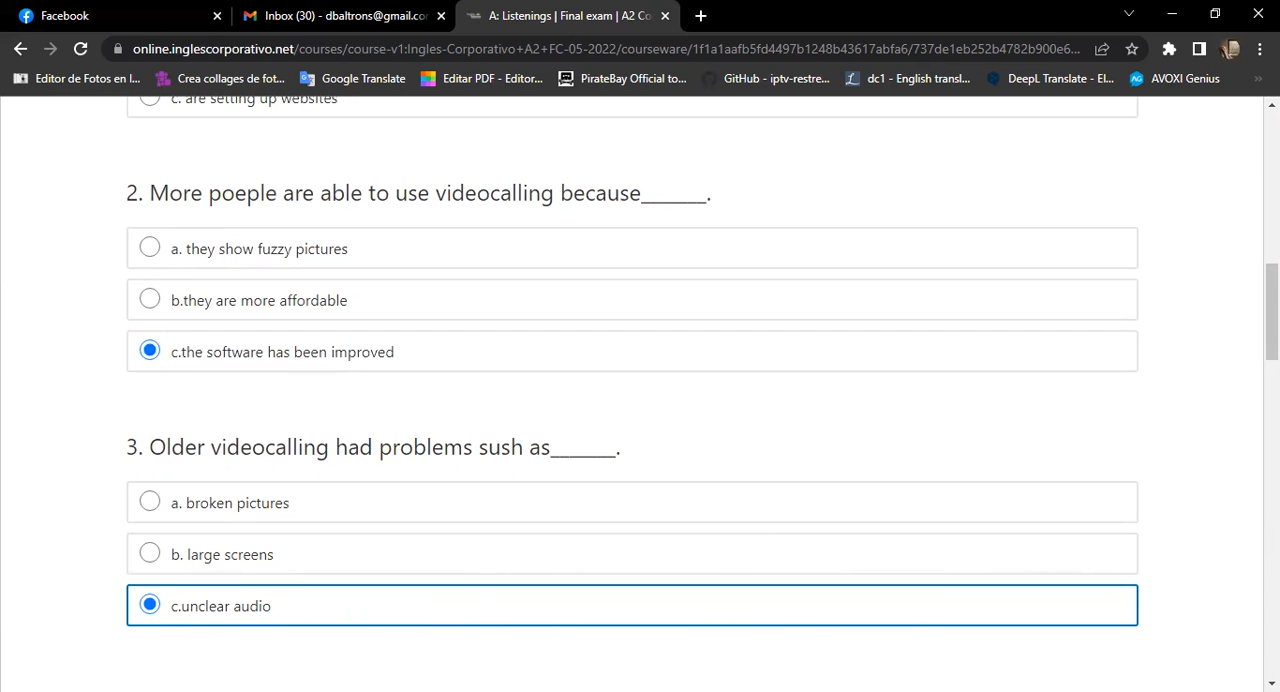 Facebook
Inbox (30) - dbaltrons@gmail.co
A: Listenings | Final exam | A2 Co
online.inglescorporativo.net/courses/course-v1:Ingles-Corporativo+A2+FC-05-2022/courseware/1f1a1aafb5fd4497b1248b43617abfa6/737de1eb252b4782b900e6...
Editor de Fotos en l...
Crea collages de fot...
Google Translate
Editar PDF - Editor...
PirateBay Official to...
GitHub - iptv-restre...
dc1 - English transl...
DeepL Translate - El...
AVOXI Genius
»
c. are setting up websites
2. More poeple are able to use videocalling because_______.
a. they show fuzzy pictures
b.they are more affordable
c.the software has been improved
3. Older videocalling had problems sush as_______.
a. broken pictures
b. large screens
c.unclear audio